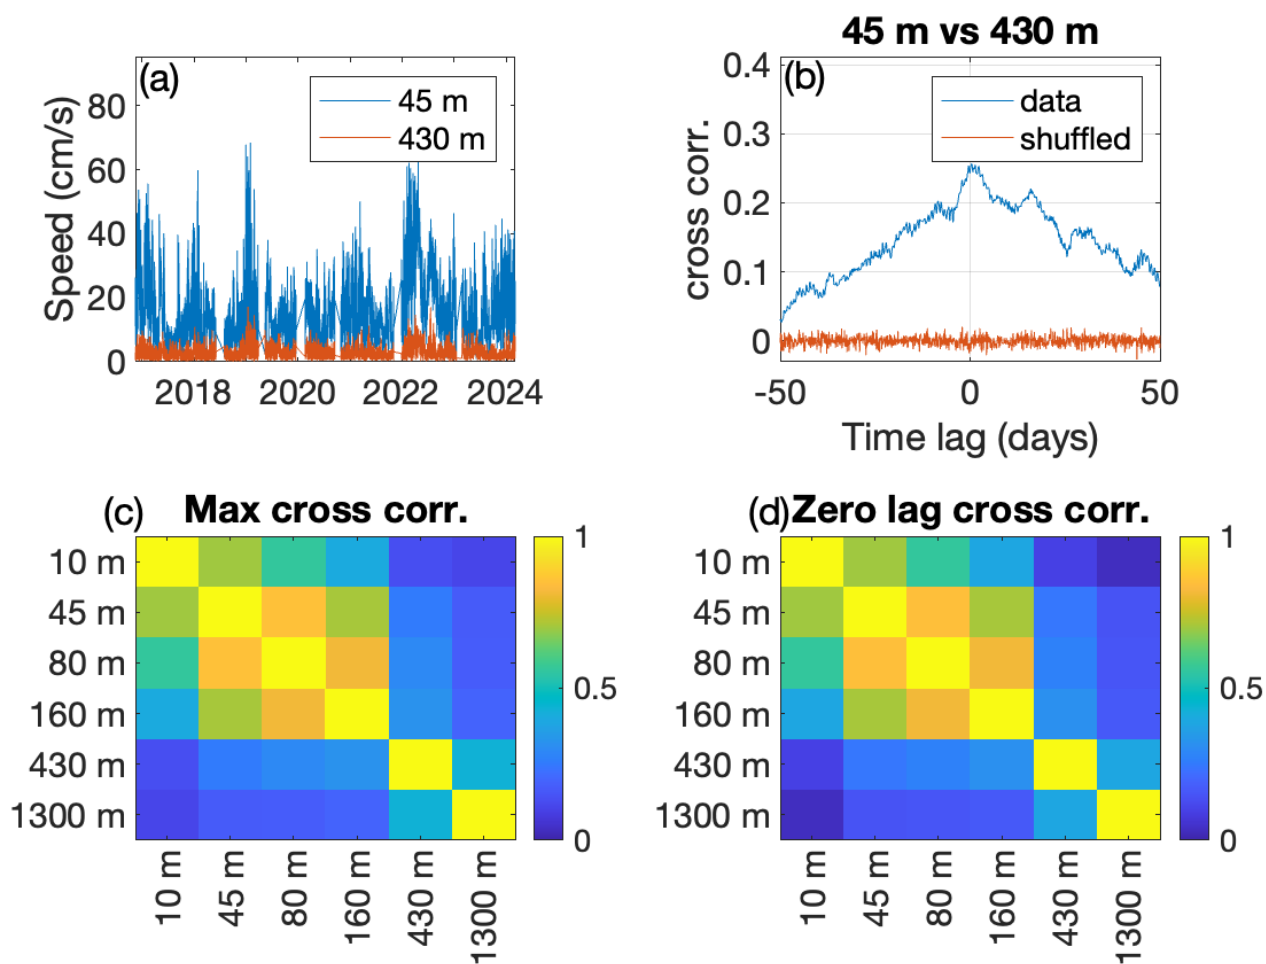 (a)
45 m
430 m
Speed (cm/s)
80
60
40
20
0
2018 2020 2022 2024
45 m vs 430 m
(b)
data
shuffled
cross corr.
0.4
0.3
0.2
0.1
0
-50 0 50
Time lag (days)
(c) Max cross corr.
10 m
45 m
80 m
160 m
430 m
1300 m
10 m 45 m 80 m 160 m 430 m 1300 m
1
0.5
0
(d) Zero lag cross corr.
10 m
45 m
80 m
160 m
430 m
1300 m
10 m 45 m 80 m 160 m 430 m 1300 m
1
0.5
0